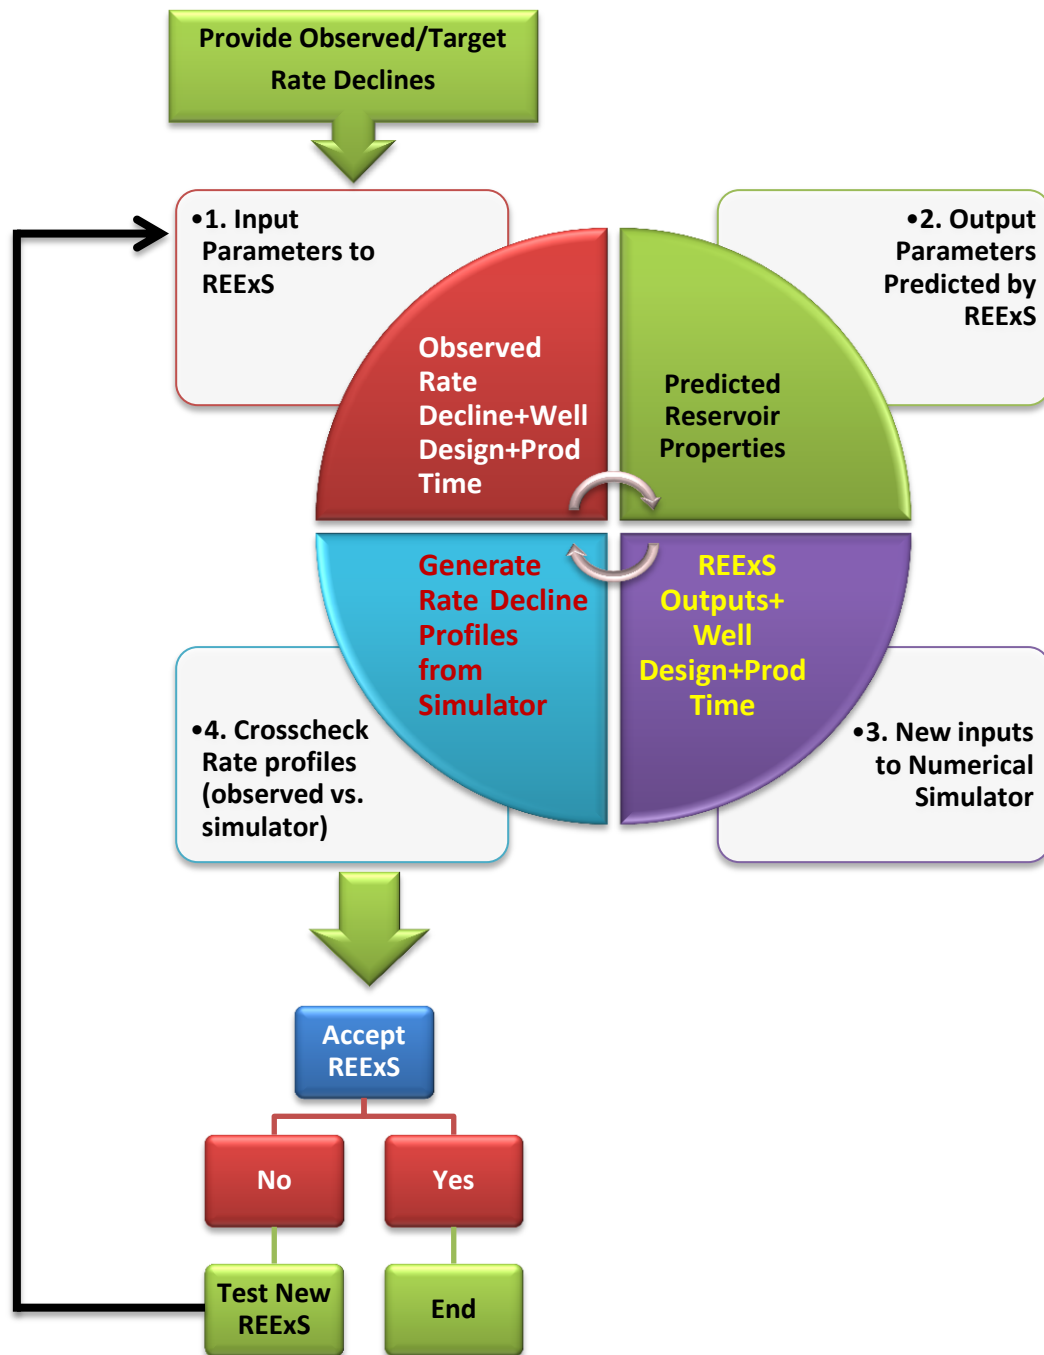 Provide Observed/Target
Rate Declines
•1. Input
Parameters to
REExS
•2. Output
Parameters
Predicted by
REExS
Observed
Rate
Decline+Well
Design+Prod
Time
Predicted
Reservoir
Properties
Generate
Rate Decline
Profiles
from
Simulator
REExS
Outputs+
Well
Design+Prod
Time
•4. Crosscheck
Rate profiles
(observed vs.
simulator)
•3. New inputs
to Numerical
Simulator
Accept
REExS
No
Yes
Test New
REExS
End